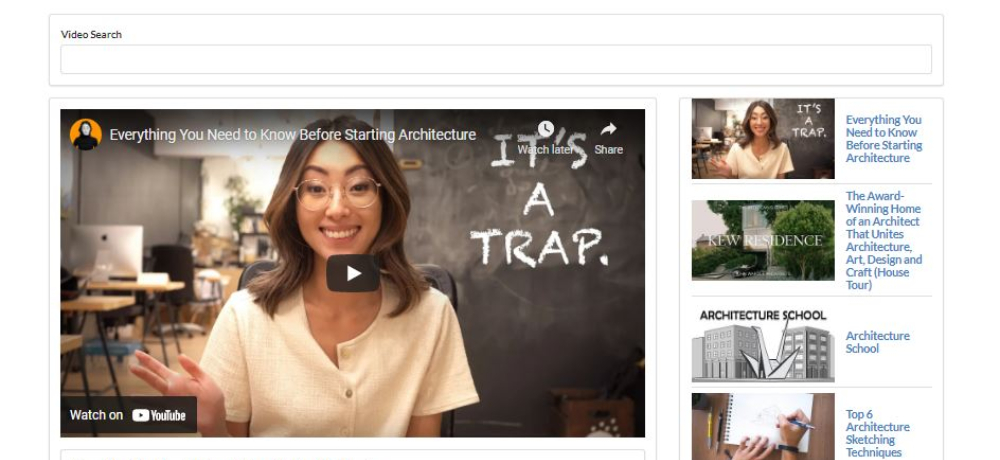 Video Search
Everything You Need to Know Before Starting Architecture
Watch later
Share
IT'S
A
TRAP.
Watch on YouTube
IT'S
A
TRAP.
Everything You
Need to Know
Before Starting
Architecture
KEW RESIDENCE
The Award-
Winning Home
of an Architect
That Unites
Architecture,
Art, Design and
Craft (House
Tour)
ARCHITECTURE SCHOOL
Architecture
School
Top 6
Architecture
Sketching
Techniques